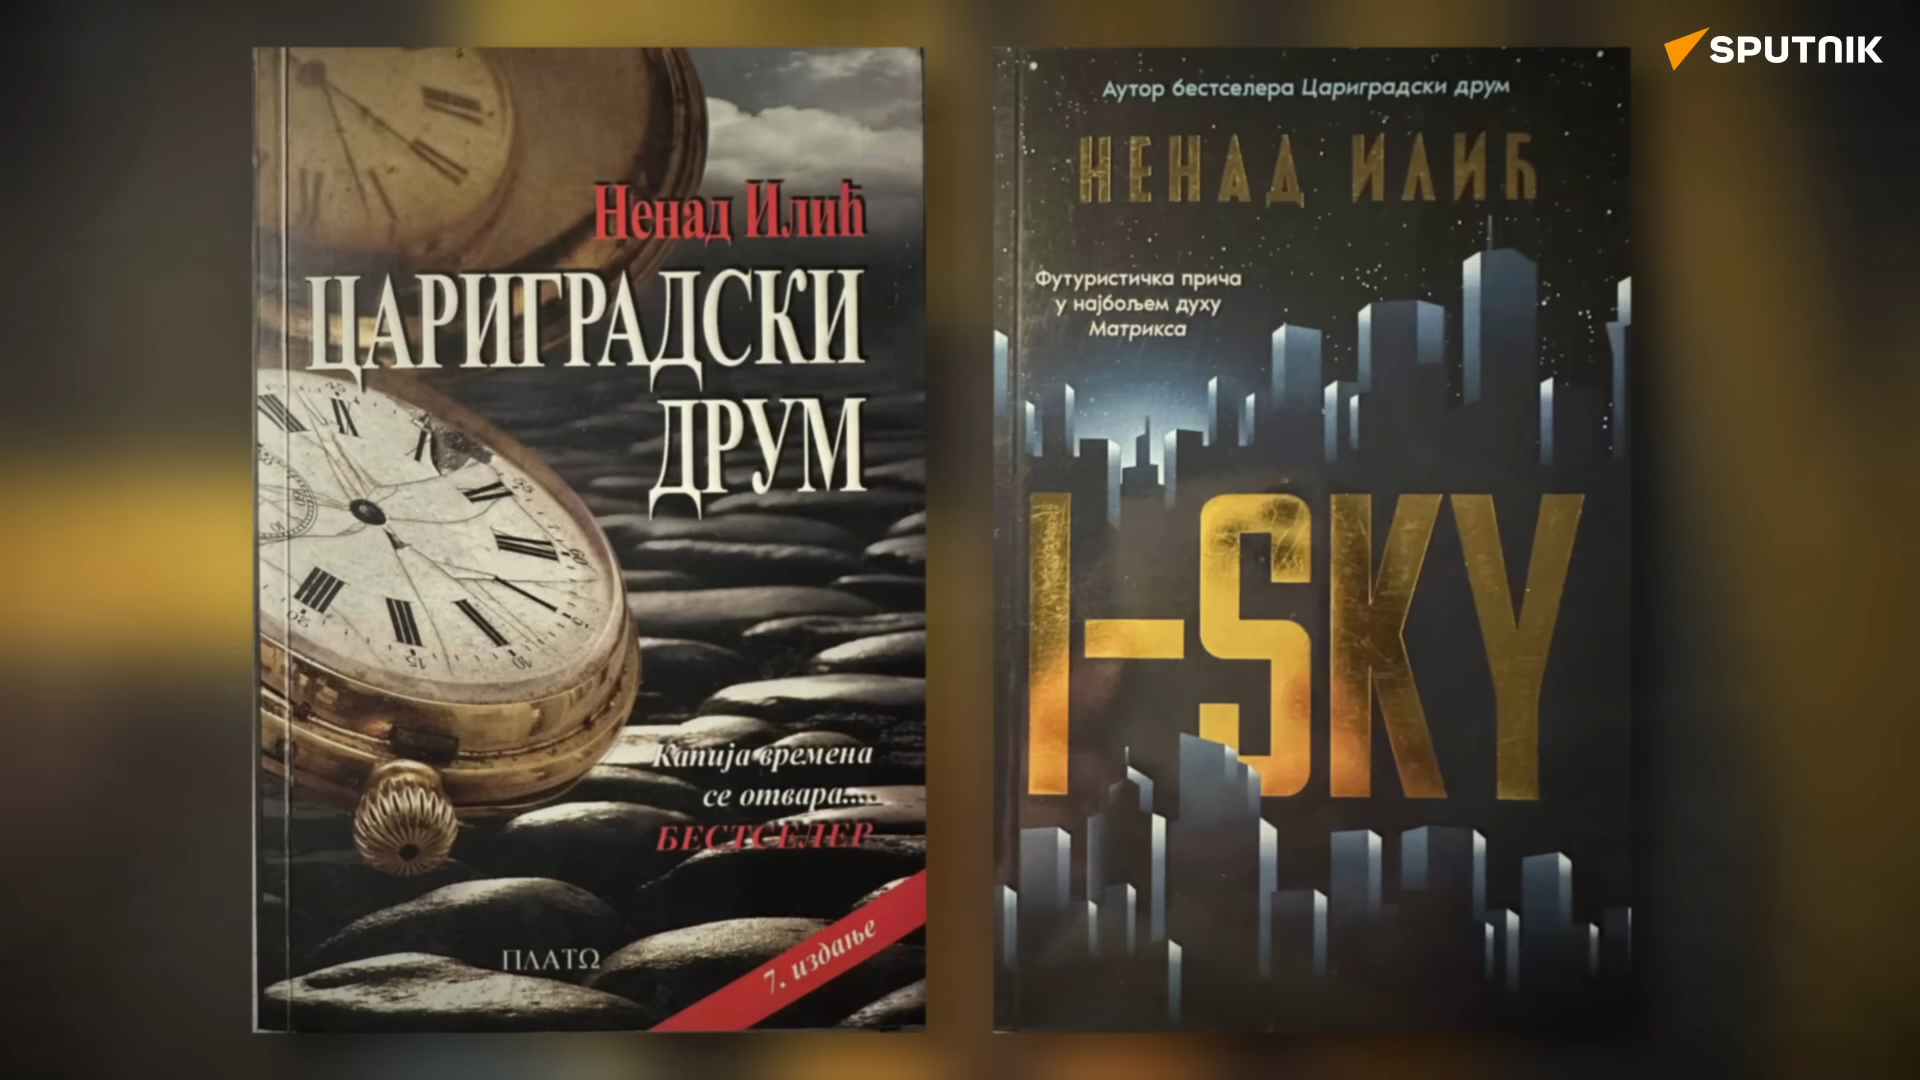 Ненад Илић
ЦАРИГРАДСКИ
ДРУМ
Капија времена
се отвара....
БЕСТСЕЛЕР
7. издање
ПЛАТΩ
Аутор бестселера Цариградски друм
НЕНАД ИЛИЋ
Футуристичка прича
у најбољем духу
Матрикса
I-SKY
SPUTNIK